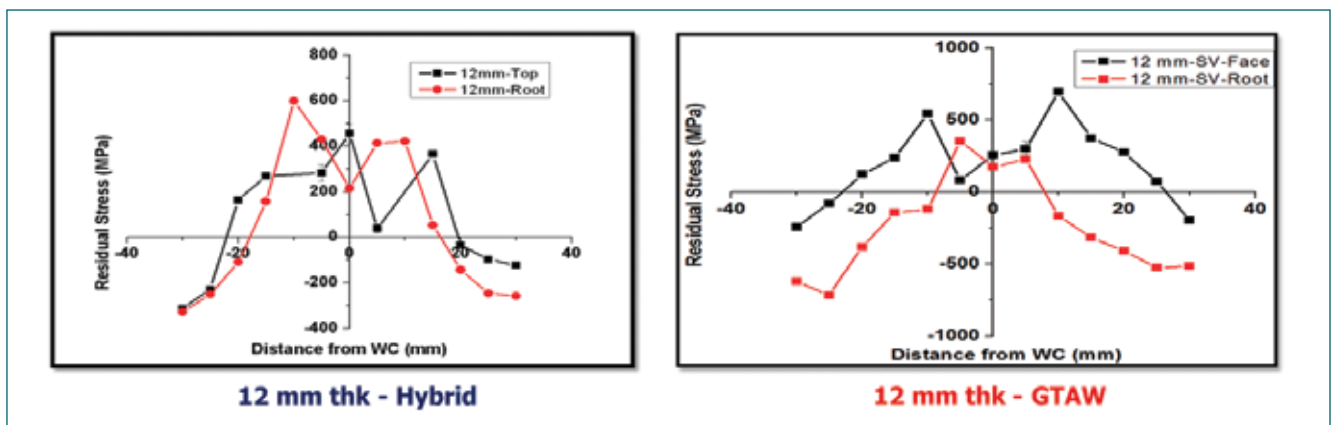 800
600
400
200
0
-200
-400
-40
-20
0
20
40
12mm-Top
12mm-Root
Residual Stress (MPa)
Distance from WC (mm)
12 mm thk - Hybrid
1000
500
0
-500
-1000
-40
-20
0
20
40
12 mm-SV-Face
12 mm-SV-Root
Residual Stress (MPa)
Distance from WC (mm)
12 mm thk - GTAW